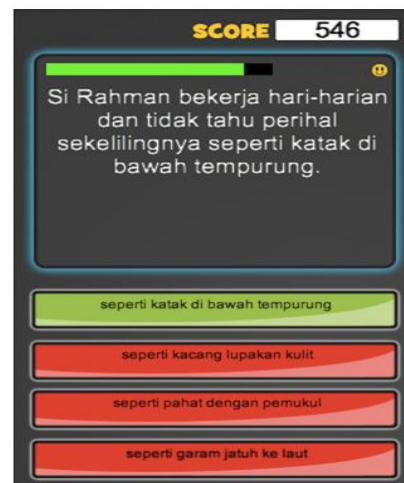 SCORE 546
Si Rahman bekerja hari-harian
dan tidak tahu perihal
sekelilingnya seperti katak di
bawah tempurung.
seperti katak di bawah tempurung
seperti kacang lupakan kulit
seperti pahat dengan pemukul
seperti garam jatuh ke laut